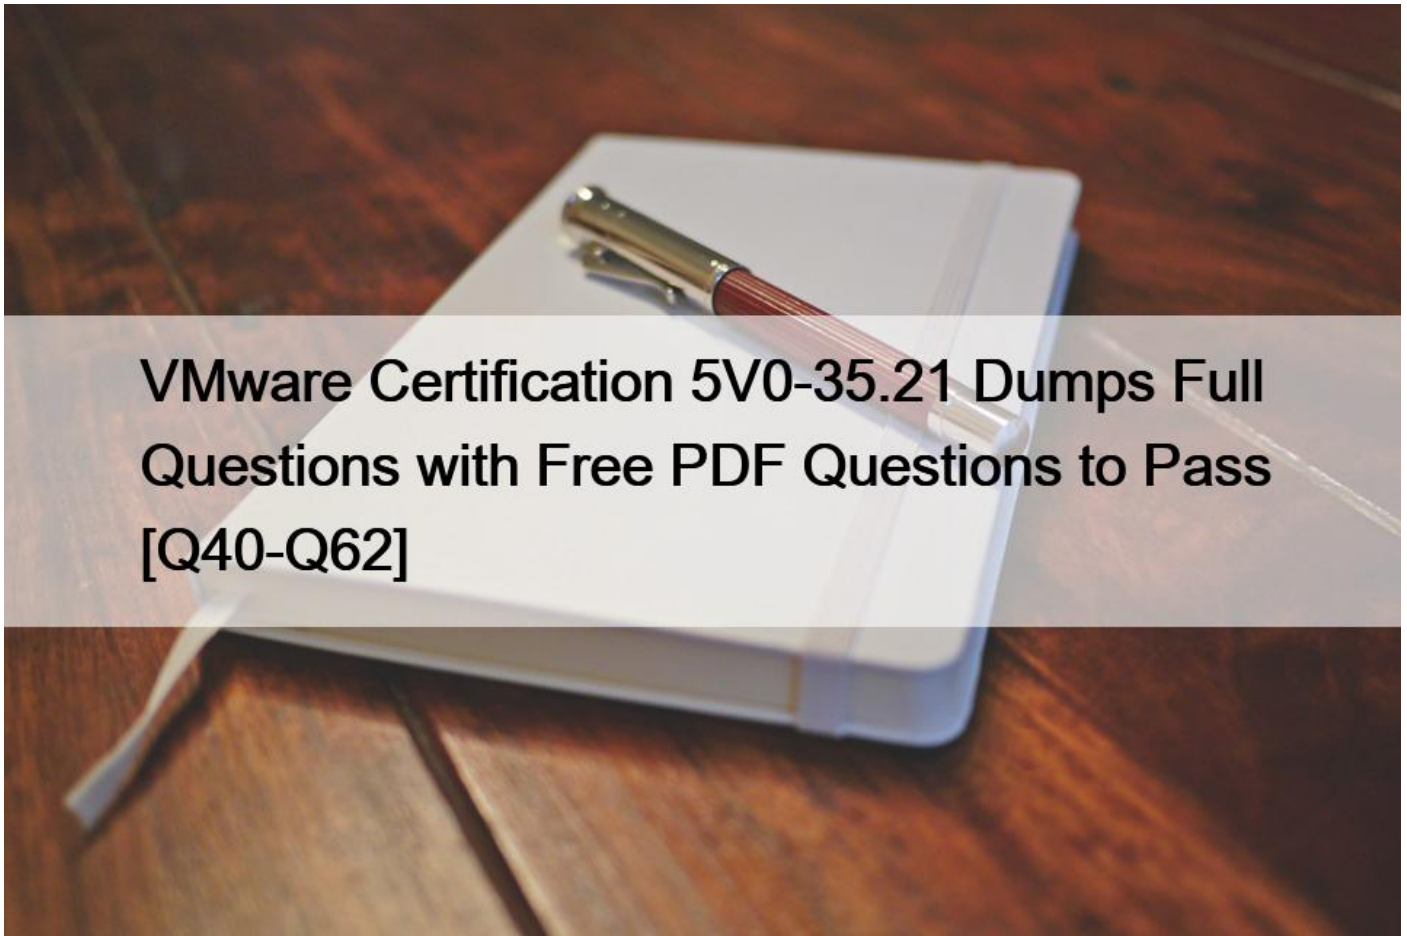 VMware Certification 5V0-35.21 Dumps Full
Questions with Free PDF Questions to Pass
[Q40-Q62]